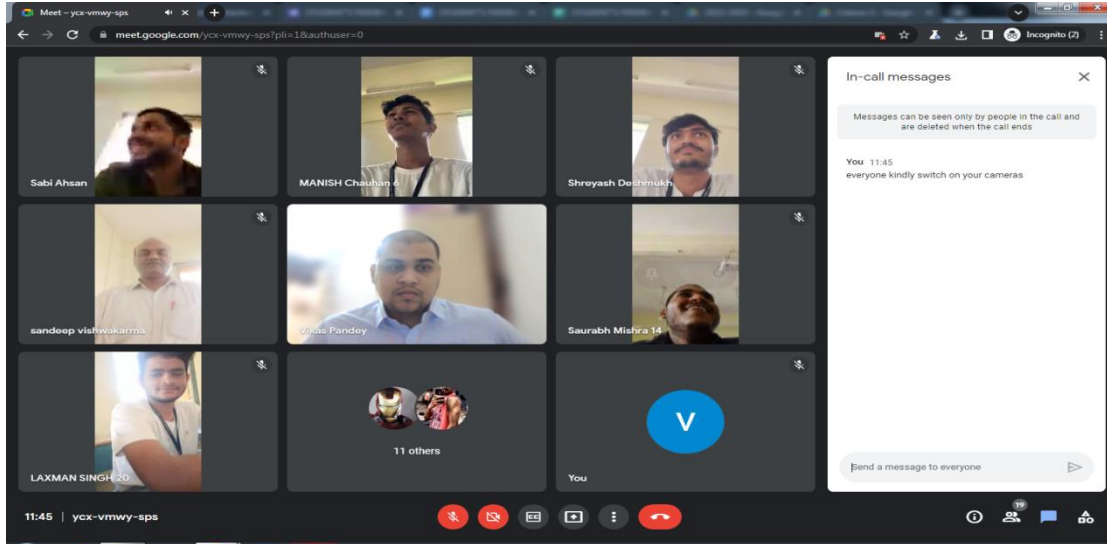 Meet – ycx-vmwy-sps
meet.google.com/ycx-vmwy-sps?pli=1&authuser=0
Incognito (2)
Sabi Ahsan
MANISH Chauhan 6
Shreyash Deshmukh
In-call messages
Messages can be seen only by people in the call and
are deleted when the call ends
You 11:45
everyone kindly switch on your cameras
sandeep vishwakarma
Vikas Pandey
Saurabh Mishra 14
LAXMAN SINGH 20
11 others
V
You
Send a message to everyone
11:45 | ycx-vmwy-sps
CC
19